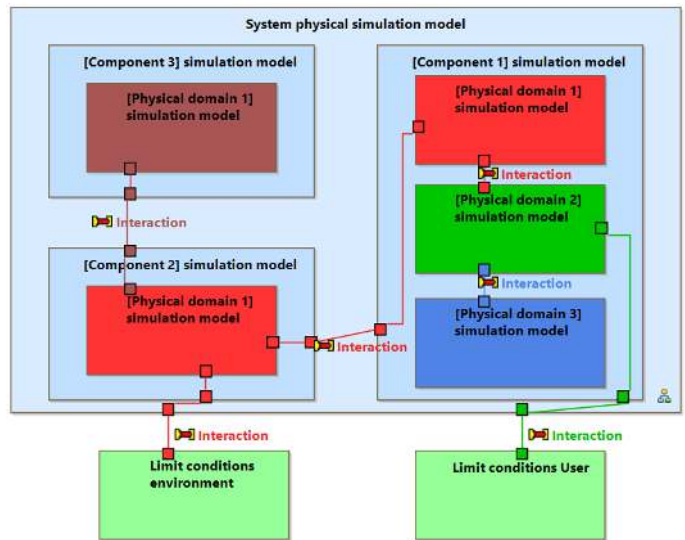 System physical simulation model
[Component 3] simulation model
[Physical domain 1]
simulation model
Interaction
[Component 2] simulation model
[Physical domain 1]
simulation model
Interaction
[Component 1] simulation model
[Physical domain 1]
simulation model
Interaction
[Physical domain 2]
simulation model
Interaction
[Physical domain 3]
simulation model
Interaction
Interaction
Limit conditions
environment
Limit conditions User